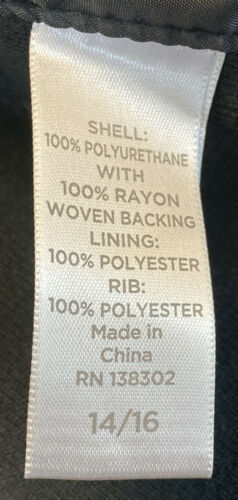 SHELL:
100% POLYURETHANE
WITH
100% RAYON
WOVEN BACKING
LINING:
100% POLYESTER
RIB:
100% POLYESTER
Made in
China
RN 138302
14/16